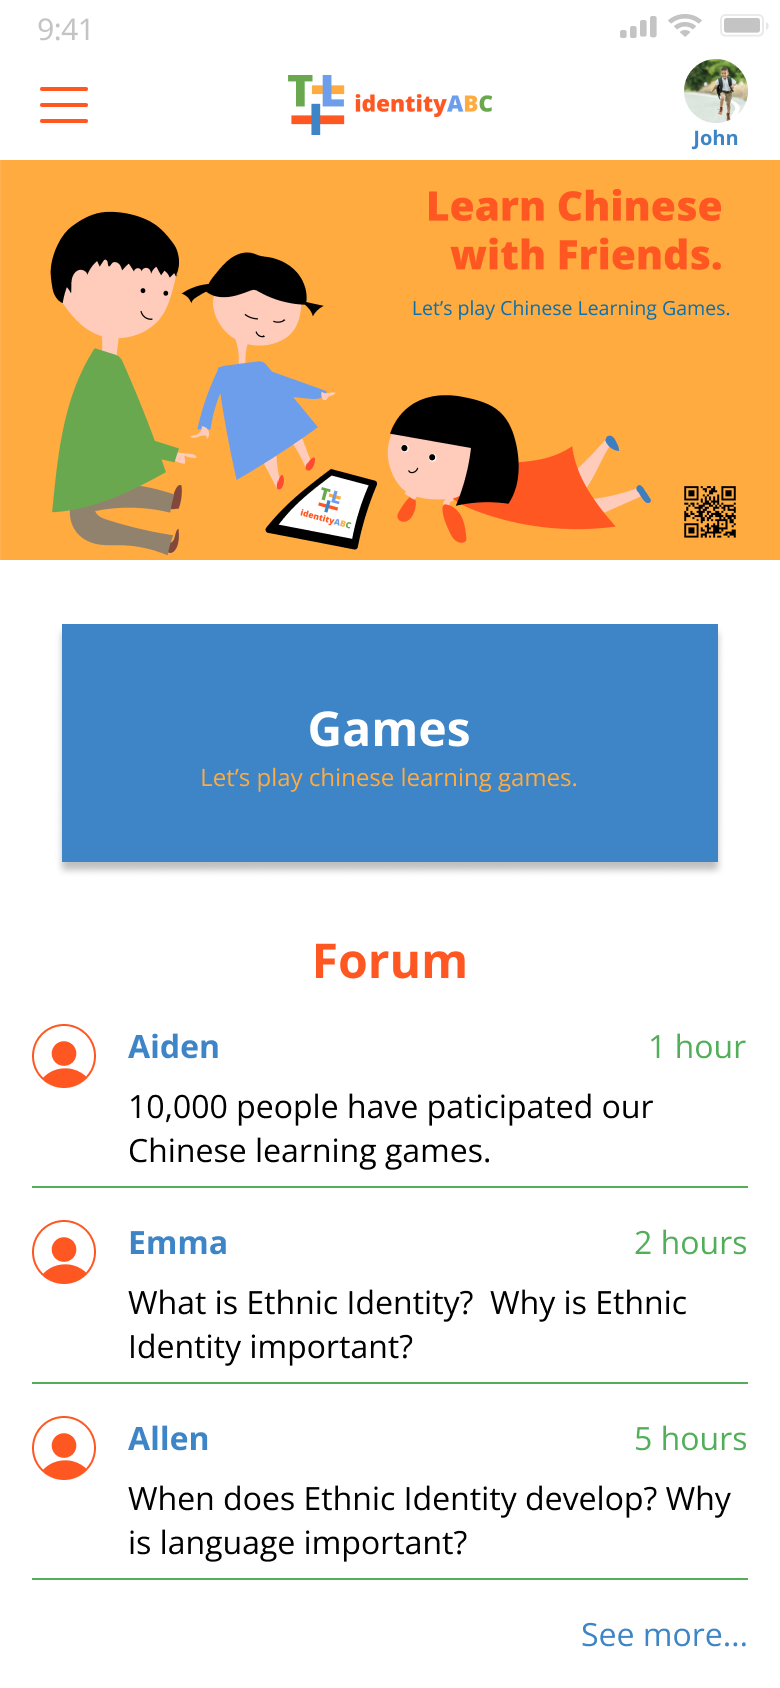 9:41
identityABC
John
Learn Chinese
with Friends.
Let's play Chinese Learning Games.
identityABC
Games
Let's play chinese learning games.
Forum
Aiden
1 hour
10,000 people have paticipated our
Chinese learning games.
Emma
2 hours
What is Ethnic Identity?  Why is Ethnic
Identity important?
Allen
5 hours
When does Ethnic Identity develop? Why
is language important?
See more...